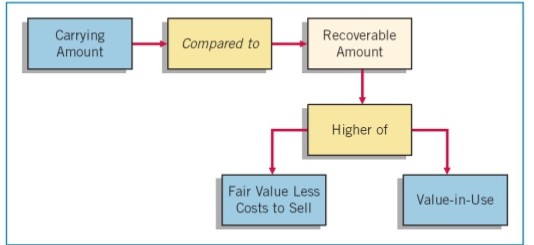 Carrying
Amount
Compared to
Recoverable
Amount
Higher of
Fair Value Less
Costs to Sell
Value-in-Use